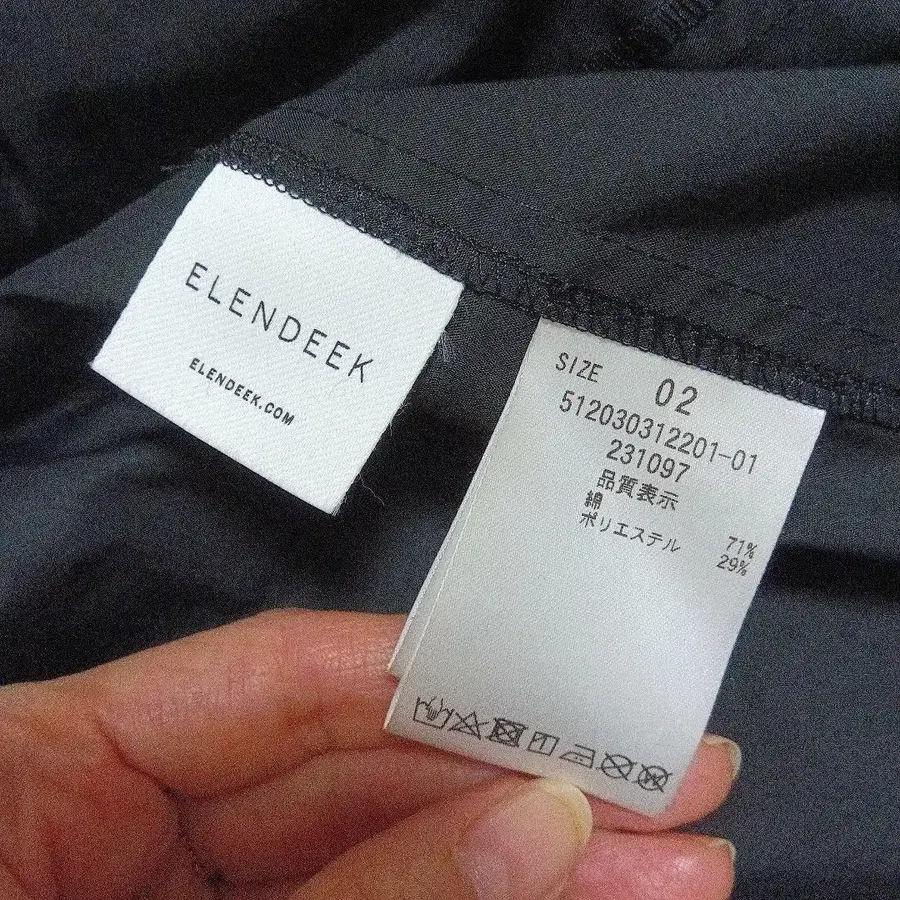 ELENDEEK
ELENDEEK.COM
SIZE 02
512030312201-01
231097
品質表示
綿 71%
ポリエステル 29%